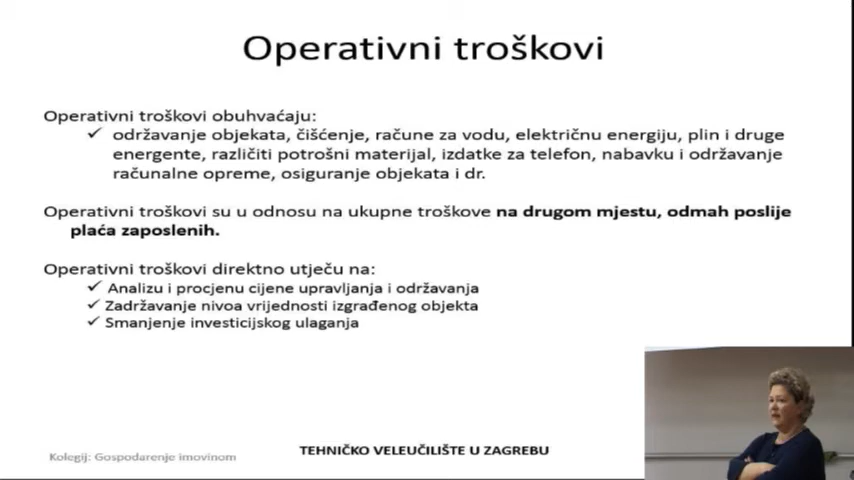 Operativni troškovi
Operativni troškovi obuhvaćaju:
✓ održavanje objekata, čišćenje, račune za vodu, električnu energiju, plin i druge
energente, različiti potrošni materijal, izdatke za telefon, nabavku i održavanje
računalne opreme, osiguranje objekata i dr.
Operativni troškovi su u odnosu na ukupne troškove na drugom mjestu, odmah poslije
plaća zaposlenih.
Operativni troškovi direktno utječu na:
✓ Analizu i procjenu cijene upravljanja i održavanja
✓ Zadržavanje nivoa vrijednosti izgrađenog objekta
✓ Smanjenje investicijskog ulaganja
Kolegij: Gospodarenje imovinom
TEHNIČKO VELEUČILIŠTE U ZAGREBU